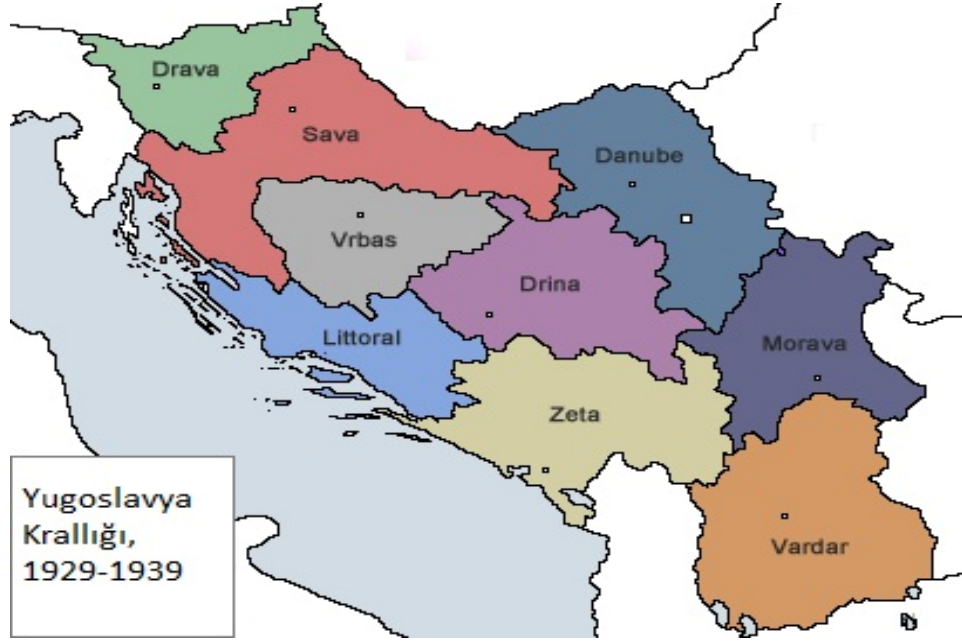 Drava
Sava
Danube
Vrbas
Drina
Littoral
Morava
Zeta
Vardar
Yugoslavya
Krallığı,
1929-1939